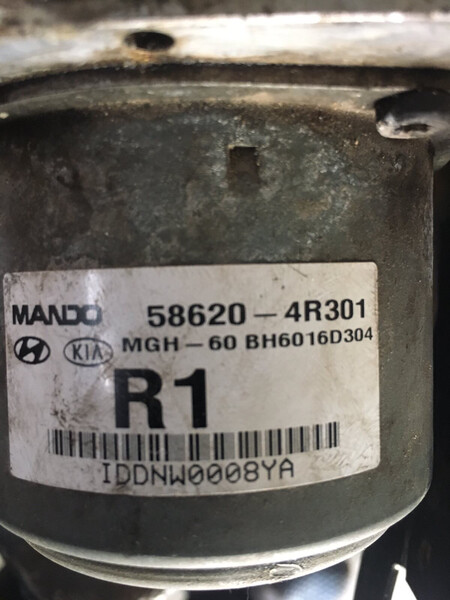 MANDO 58620-4R301
KIA MGH-60 BH6016D304
R1
IDDNW0008YA